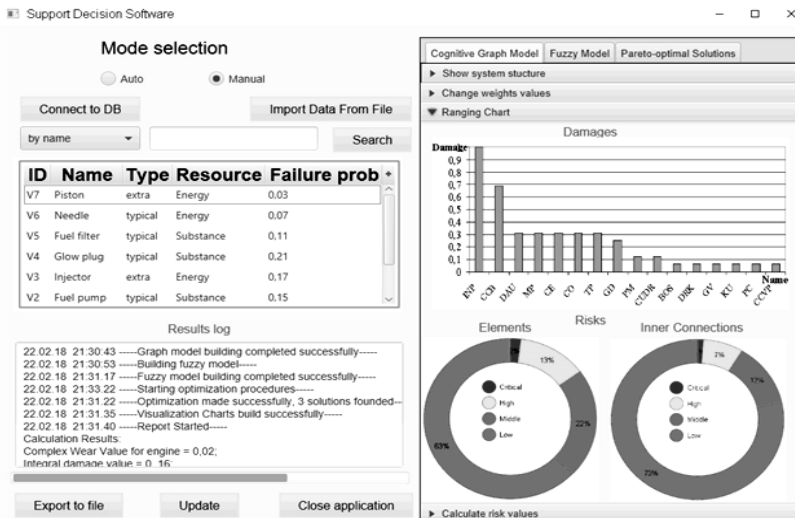 Support Decision Software
Mode selection
Auto
Manual
Connect to DB
Import Data From File
by name
Search
ID Name Type Resource Failure prob +
V7 Piston extra Energy 0,03
V6 Needle typical Energy 0,07
V5 Fuel filter typical Substance 0,11
V4 Glow plug typical Substance 0.21
V3 Injector extra Energy 0,17
V2 Fuel pump typical Substance 0,15
Results log
22.02.18 21:30:43 -----Graph model building completed successfully-----
22.02.18 21:30:53 -----Building fuzzy model-----
22.02.18 21:31.17 -----Fuzzy model building completed successfully-----
22.02.18 21:33.22 -----Starting optimization procedures-----
22.02.18 21:31.22 -----Optimization made successfully, 3 solutions founded--
22.02.18 21:31.35 -----Visualization Charts build successfully-----
22.02.18 21:31.40 -----Report Started-----
Calculation Results:
Complex Wear Value for engine = 0,02;
Integral damage value = 0,16;
Export to file
Update
Close application
Cognitive Graph Model
Fuzzy Model
Pareto-optimal Solutions
Show system stucture
Change weights values
Ranging Chart
Damages
Damage
0,9
0,8
0,7
0,6
0,5
0,4
0,3
0,2
0,1
0
Name
INP
CCB
DAU
MP
CE
CO
TP
GD
PM
CUDR
BOS
DRK
GV
KU
PC
CCVP
Risks
Elements
13%
22%
63%
Critical
High
Middle
Low
Inner Connections
7%
17%
73%
Critical
High
Middle
Low
Calculate risk values